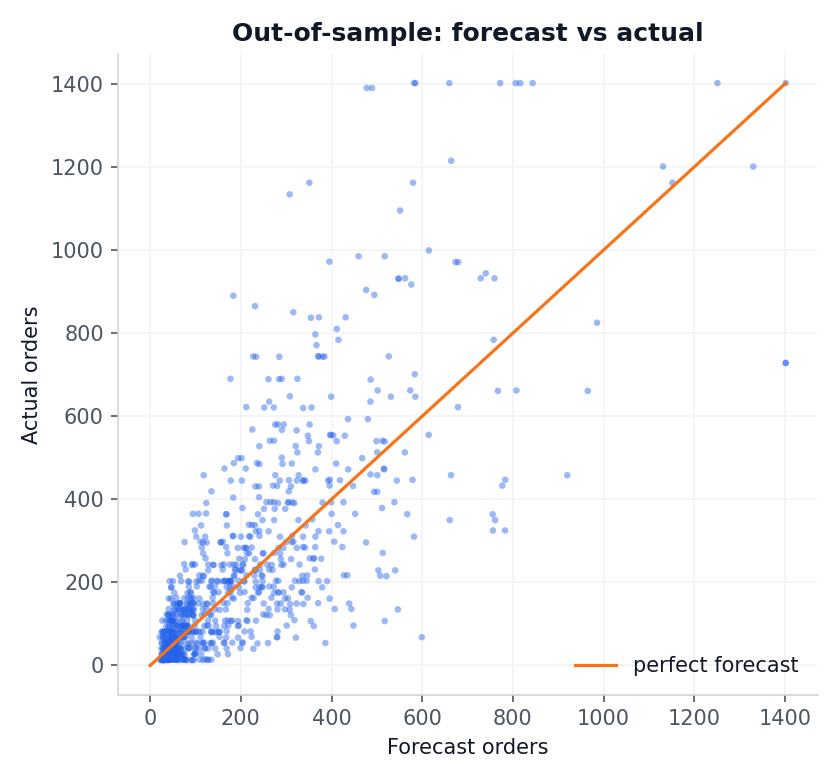 Out-of-sample: forecast vs actual
Actual orders
1400
1200
1000
800
600
400
200
0
perfect forecast
0 200 400 600 800 1000 1200 1400
Forecast orders